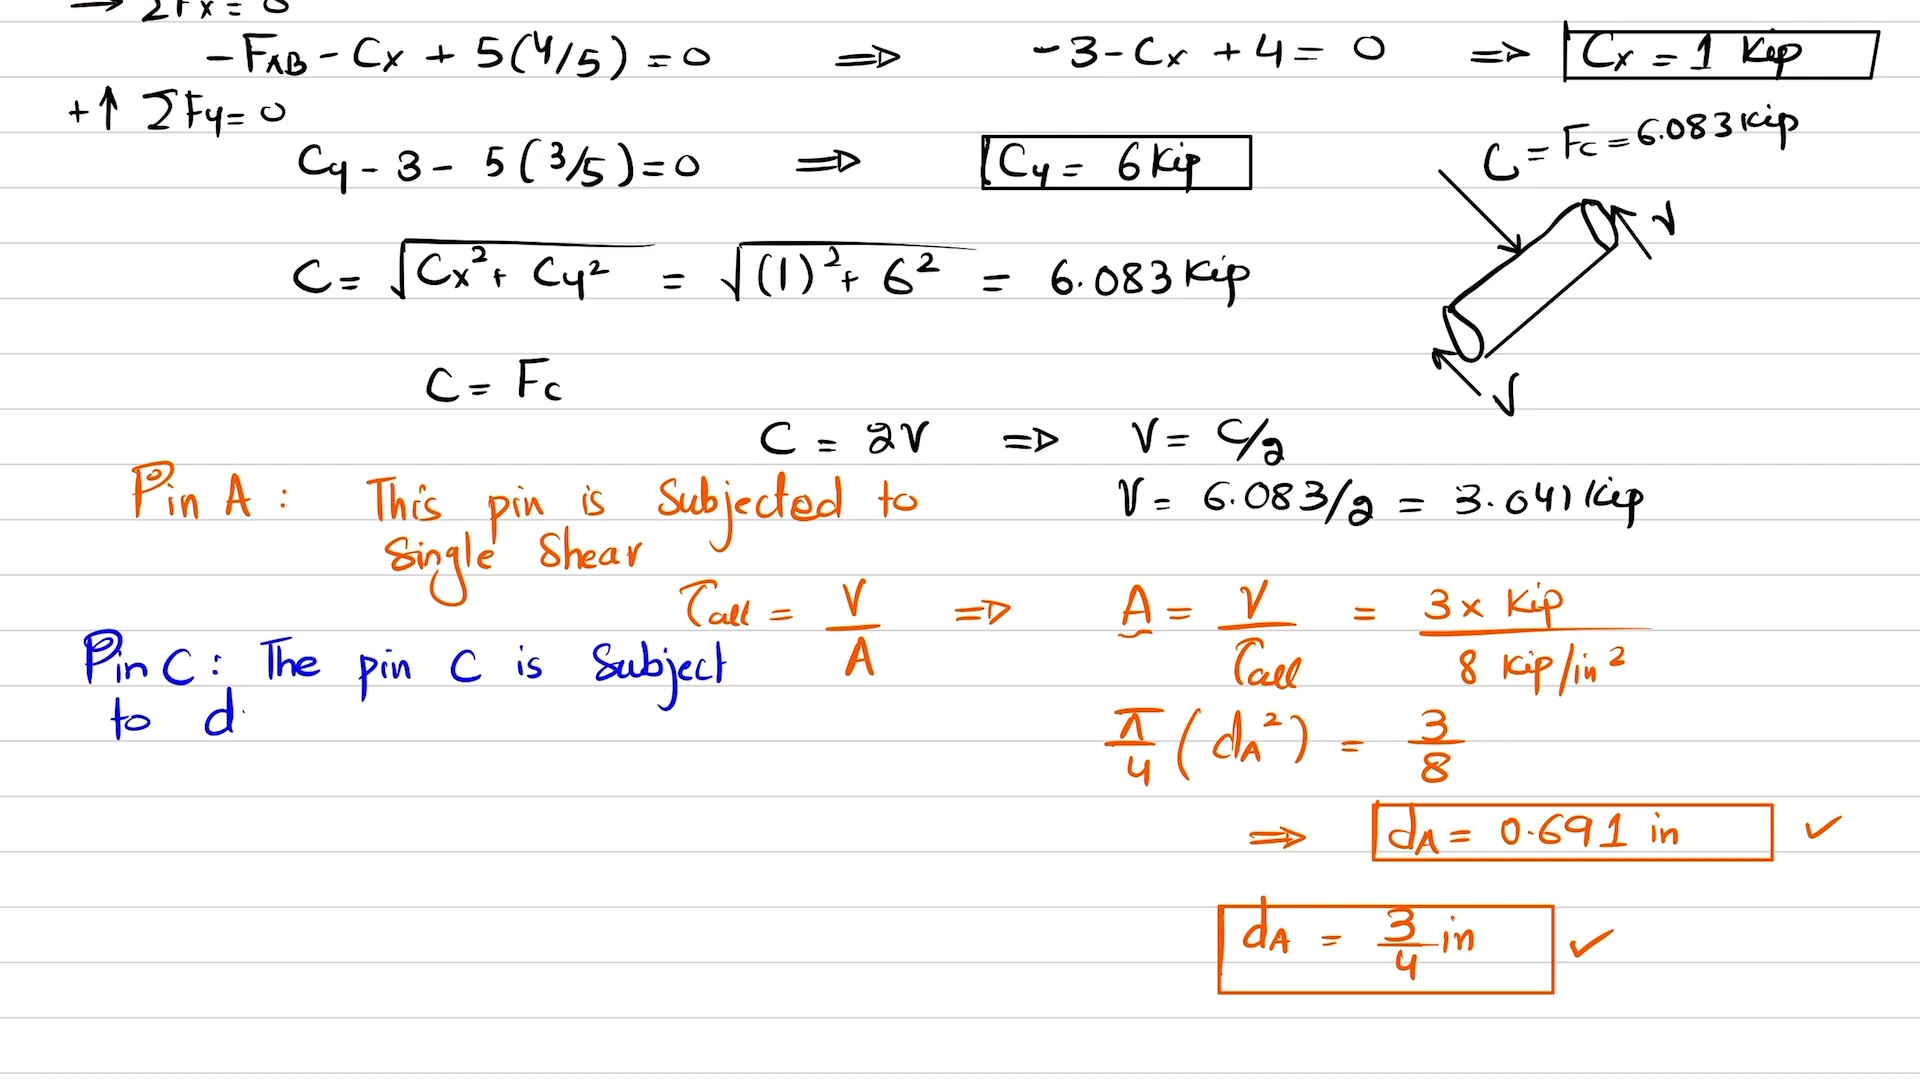 → ΣFx = 0
-FAB - Cx + 5(4/5) = 0 ⇒ -3 - Cx + 4 = 0 ⇒ Cx = 1 Kip
+↑ ΣFy = 0
C = Fc = 6.083 Kip
Cy - 3 - 5(3/5) = 0 ⇒ Cy = 6 Kip
V
C = √Cx² + Cy² = √(1)² + 6² = 6.083 Kip
C = Fc
V
C = 2V ⇒ V = C/2
Pin A : This pin is Subjected to
V = 6.083/2 = 3.041 Kip
Single Shear
τall = V/A ⇒ A = V/τall = 3 x Kip / 8 Kip/in²
Pin C : The pin C is Subject
to d
π/4 (dA²) = 3/8
⇒ dA = 0.691 in ✓
dA = 3/4 in ✓